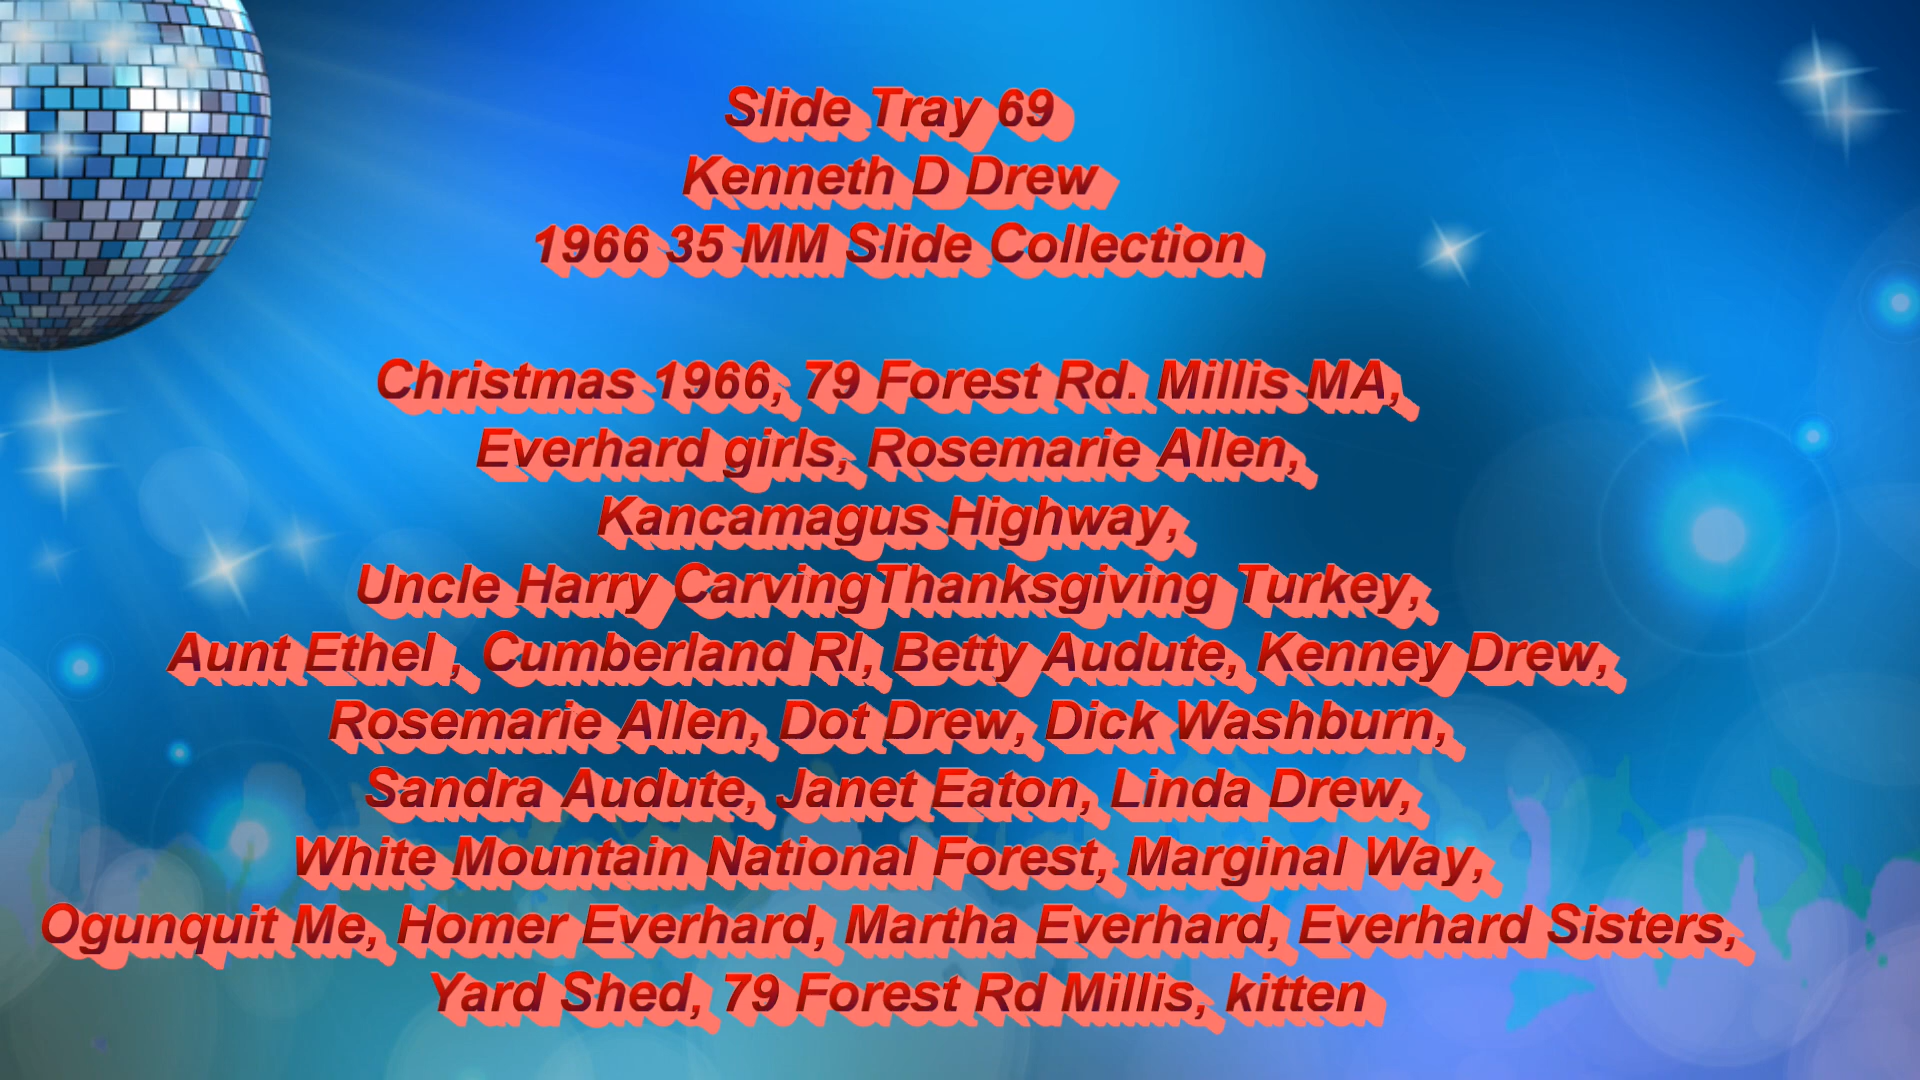 Slide Tray 69
Kenneth D Drew
1966 35 MM Slide Collection
Christmas 1966, 79 Forest Rd. Millis MA,
Everhard girls, Rosemarie Allen,
Kancamagus Highway,
Uncle Harry CarvingThanksgiving Turkey,
Aunt Ethel , Cumberland RI, Betty Audute, Kenney Drew,
Rosemarie Allen, Dot Drew, Dick Washburn,
Sandra Audute, Janet Eaton, Linda Drew,
White Mountain National Forest, Marginal Way,
Ogunquit Me, Homer Everhard, Martha Everhard, Everhard Sisters,
Yard Shed, 79 Forest Rd Millis, kitten